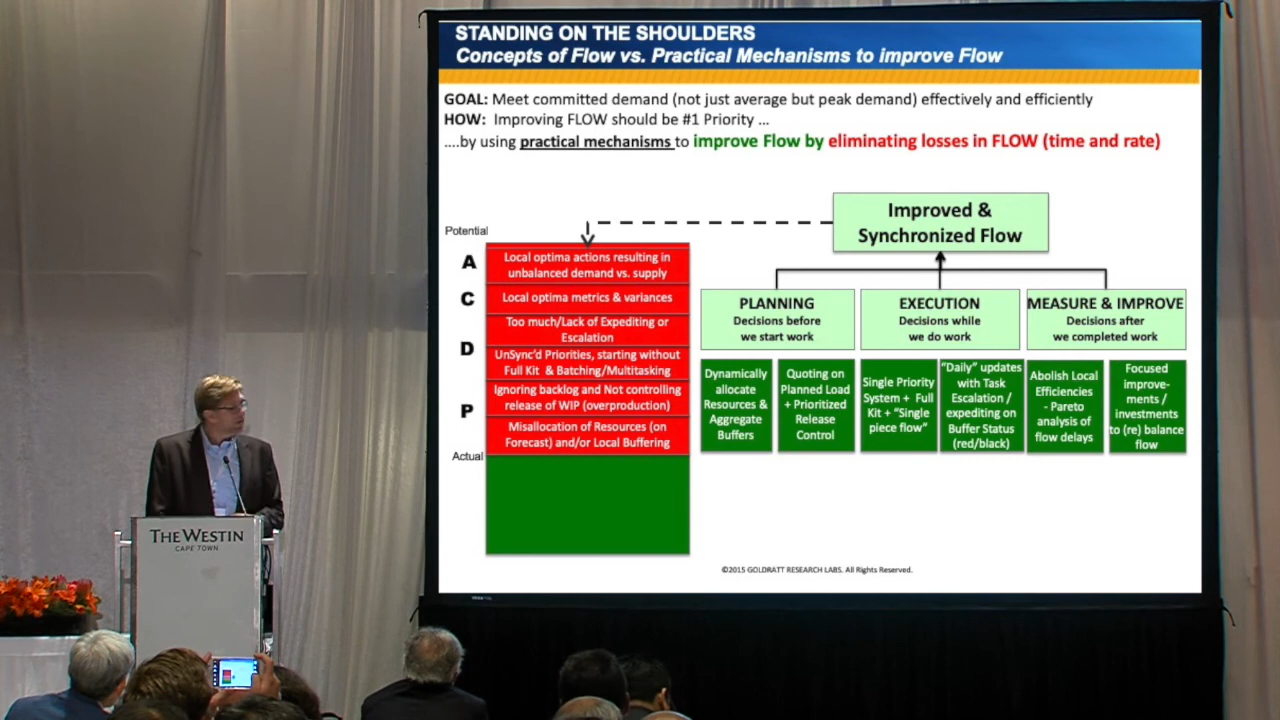 STANDING ON THE SHOULDERS
Concepts of Flow vs. Practical Mechanisms to improve Flow
GOAL: Meet committed demand (not just average but peak demand) effectively and efficiently
HOW: Improving FLOW should be #1 Priority ...
....by using practical mechanisms to improve Flow by eliminating losses in FLOW (time and rate)
Improved &
Synchronized Flow
Potential
A
Local optima actions resulting in
unbalanced demand vs. supply
C
Local optima metrics & variances
Too much/Lack of Expediting or
Escalation
D
UnSync'd Priorities, starting without
Full Kit & Batching/Multitasking
P
Ignoring backlog and Not controlling
release of WIP (overproduction)
Misallocation of Resources (on
Forecast) and/or Local Buffering
Actual
PLANNING
Decisions before
we start work
EXECUTION
Decisions while
we do work
MEASURE & IMPROVE
Decisions after
we completed work
Dynamically
allocate
Resources &
Aggregate
Buffers
Quoting on
Planned Load
+ Prioritized
Release
Control
Single Priority
System + Full
Kit + “Single
piece flow”
“Daily” updates
with Task
Escalation /
expediting on
Buffer Status
(red/black)
Abolish Local
Efficiencies
- Pareto
analysis of
flow delays
Focused
improve-
ments /
investments
to (re) balance
flow
©2015 GOLDRATT RESEARCH LABS. All Rights Reserved.
THE WESTIN
CAPE TOWN